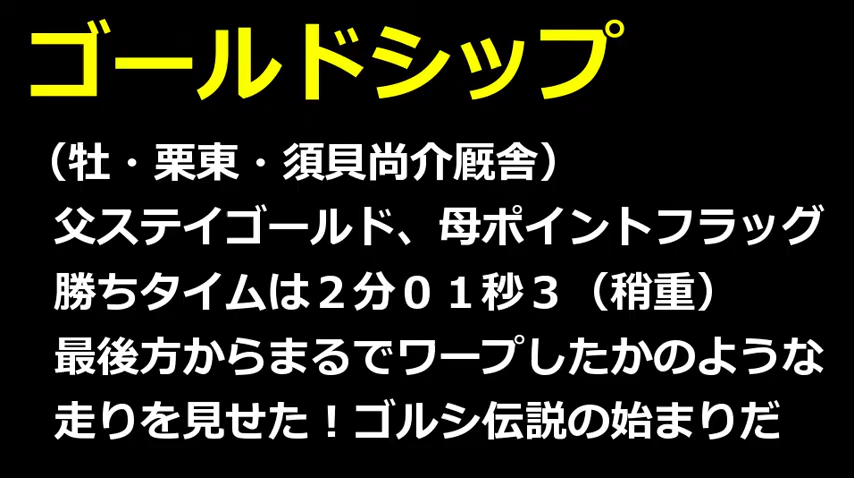 ゴールドシップ
（牡・栗東・須貝尚介厩舎）
父ステイゴールド、母ポイントフラッグ
勝ちタイムは２分０１秒３（稍重）
最後方からまるでワープしたかのような
走りを見せた！ゴルシ伝説の始まりだ